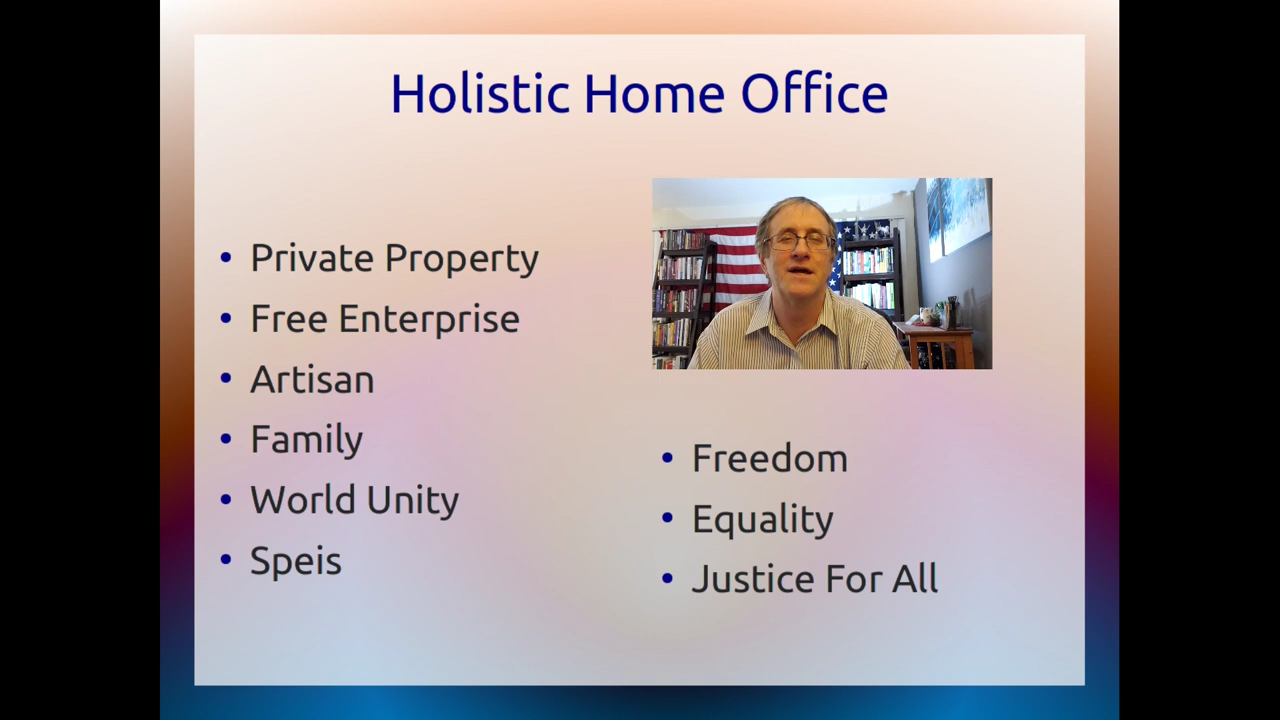 Holistic Home Office
• Private Property
• Free Enterprise
• Artisan
• Family
• World Unity
• Speis
• Freedom
• Equality
• Justice For All